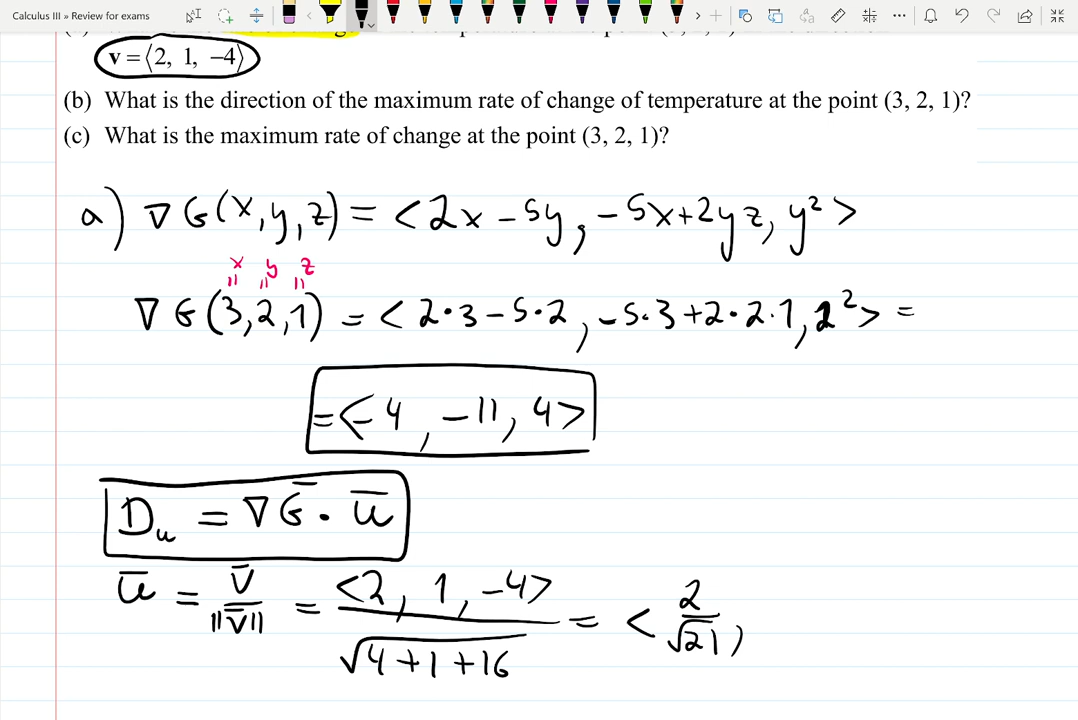 Calculus III » Review for exams
v = ⟨2, 1, −4⟩
(b) What is the direction of the maximum rate of change of temperature at the point (3, 2, 1)?
(c) What is the maximum rate of change at the point (3, 2, 1)?
a) ∇G(x,y,z) = <2x − 5y, −5x+2yz, y²>
x y z
|| || ||
∇G(3,2,1) = <2·3 − 5·2, −5·3+2·2·1, 2²> =
= <−4, −11, 4>
D_u = ∇G̅ · u̅
u̅ = v̅/||v̅|| = <2, 1, −4>/√(4+1+16) = <2/√21,